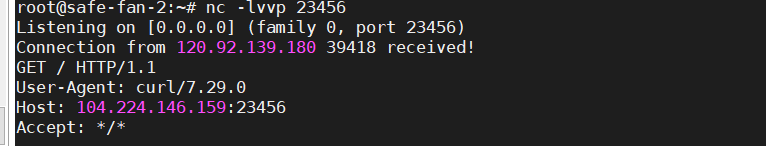 root@safe-fan-2:~# nc -lvvp 23456
Listening on [0.0.0.0] (family 0, port 23456)
Connection from 120.92.139.180 39418 received!
GET / HTTP/1.1
User-Agent: curl/7.29.0
Host: 104.224.146.159:23456
Accept: */*